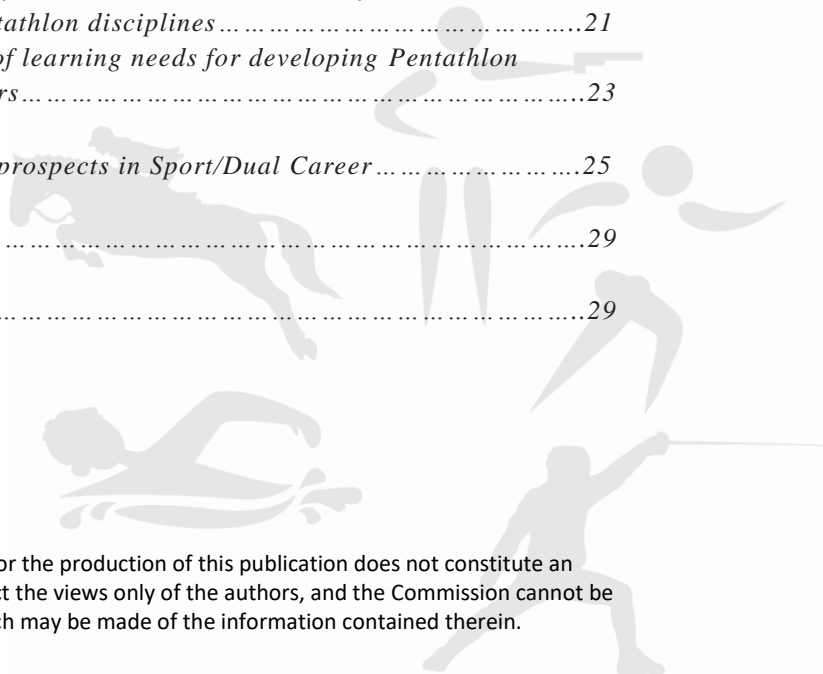 tathlon disciplines…………………………………..21
of learning needs for developing Pentathlon
rs……………………………………………………..23
prospects in Sport/Dual Career………………….25
……………………………………………………….29
……………………………………………………..29
or the production of this publication does not constitute an
ct the views only of the authors, and the Commission cannot be
ch may be made of the information contained therein.